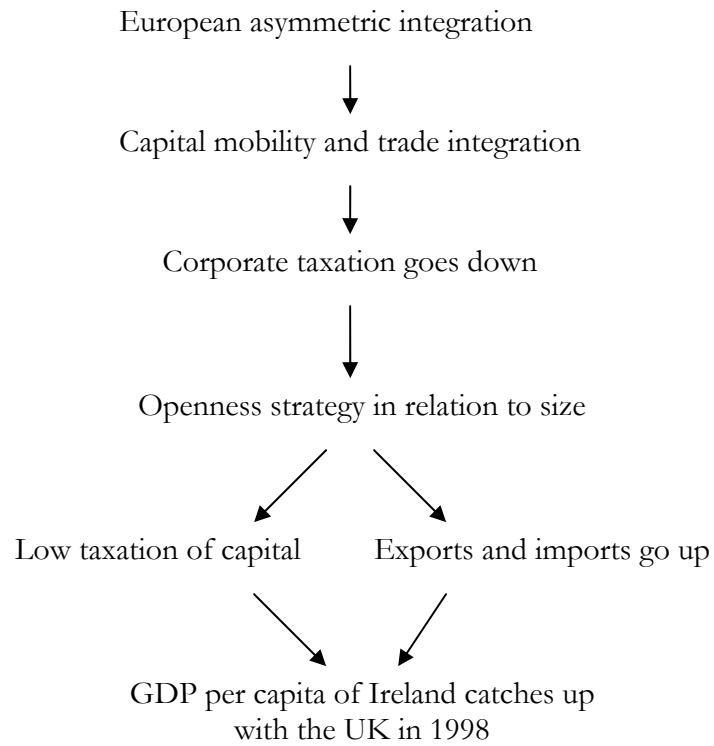 European asymmetric integration
Capital mobility and trade integration
Corporate taxation goes down
Openness strategy in relation to size
Low taxation of capital
Exports and imports go up
GDP per capita of Ireland catches up
with the UK in 1998